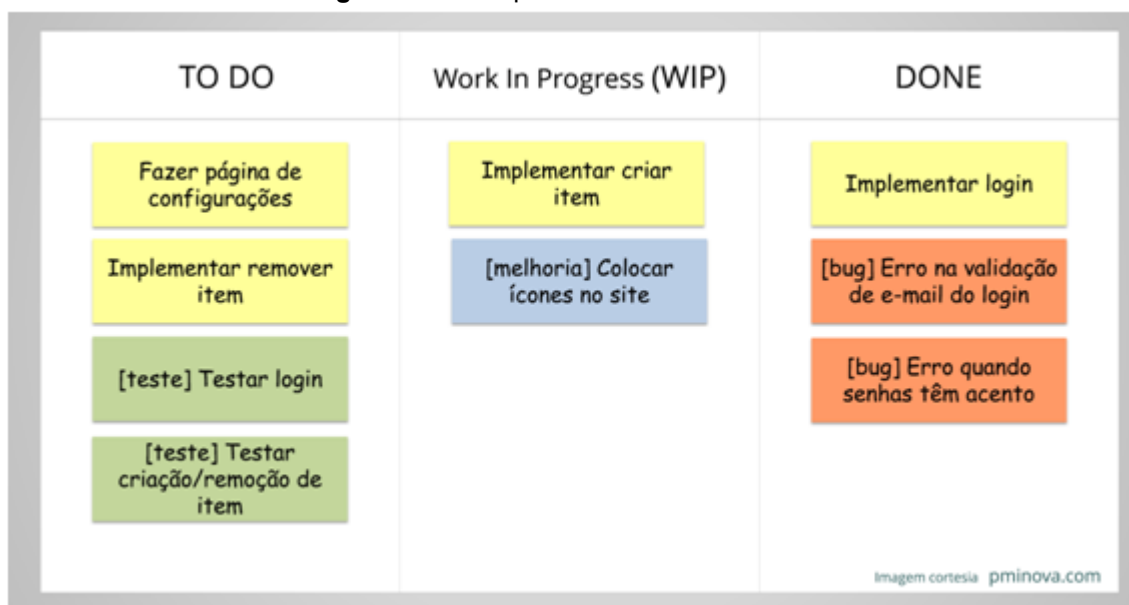 TO DO
Fazer página de
configurações
Implementar remover
item
[teste] Testar login
[teste] Testar
criação/remoção de
item
Work In Progress (WIP)
Implementar criar
item
[melhoria] Colocar
ícones no site
DONE
Implementar login
[bug] Erro na validação
de e-mail do login
[bug] Erro quando
senhas têm acento
Imagem cortesia pminova.com